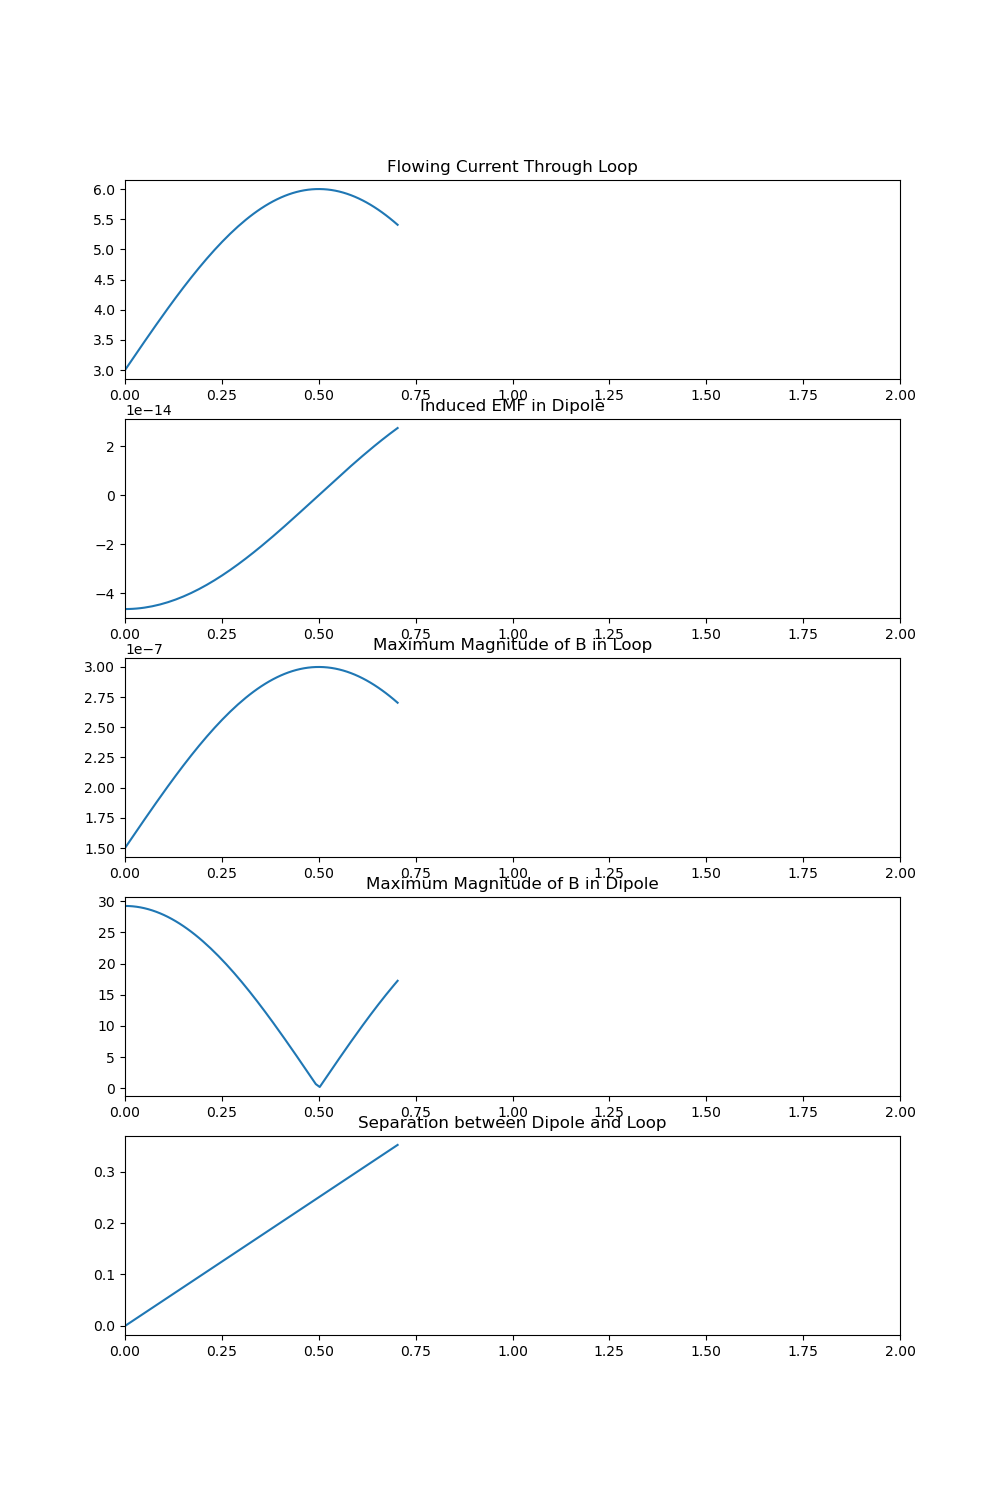 Flowing Current Through Loop
6.0
5.5
5.0
4.5
4.0
3.5
3.0
0.00 0.25 0.50 0.75 1.00 1.25 1.50 1.75 2.00
Induced EMF in Dipole
1e−14
2
0
−2
−4
0.00 0.25 0.50 0.75 1.00 1.25 1.50 1.75 2.00
Maximum Magnitude of B in Loop
1e−7
3.00
2.75
2.50
2.25
2.00
1.75
1.50
0.00 0.25 0.50 0.75 1.00 1.25 1.50 1.75 2.00
Maximum Magnitude of B in Dipole
30
25
20
15
10
5
0
0.00 0.25 0.50 0.75 1.00 1.25 1.50 1.75 2.00
Separation between Dipole and Loop
0.3
0.2
0.1
0.0
0.00 0.25 0.50 0.75 1.00 1.25 1.50 1.75 2.00